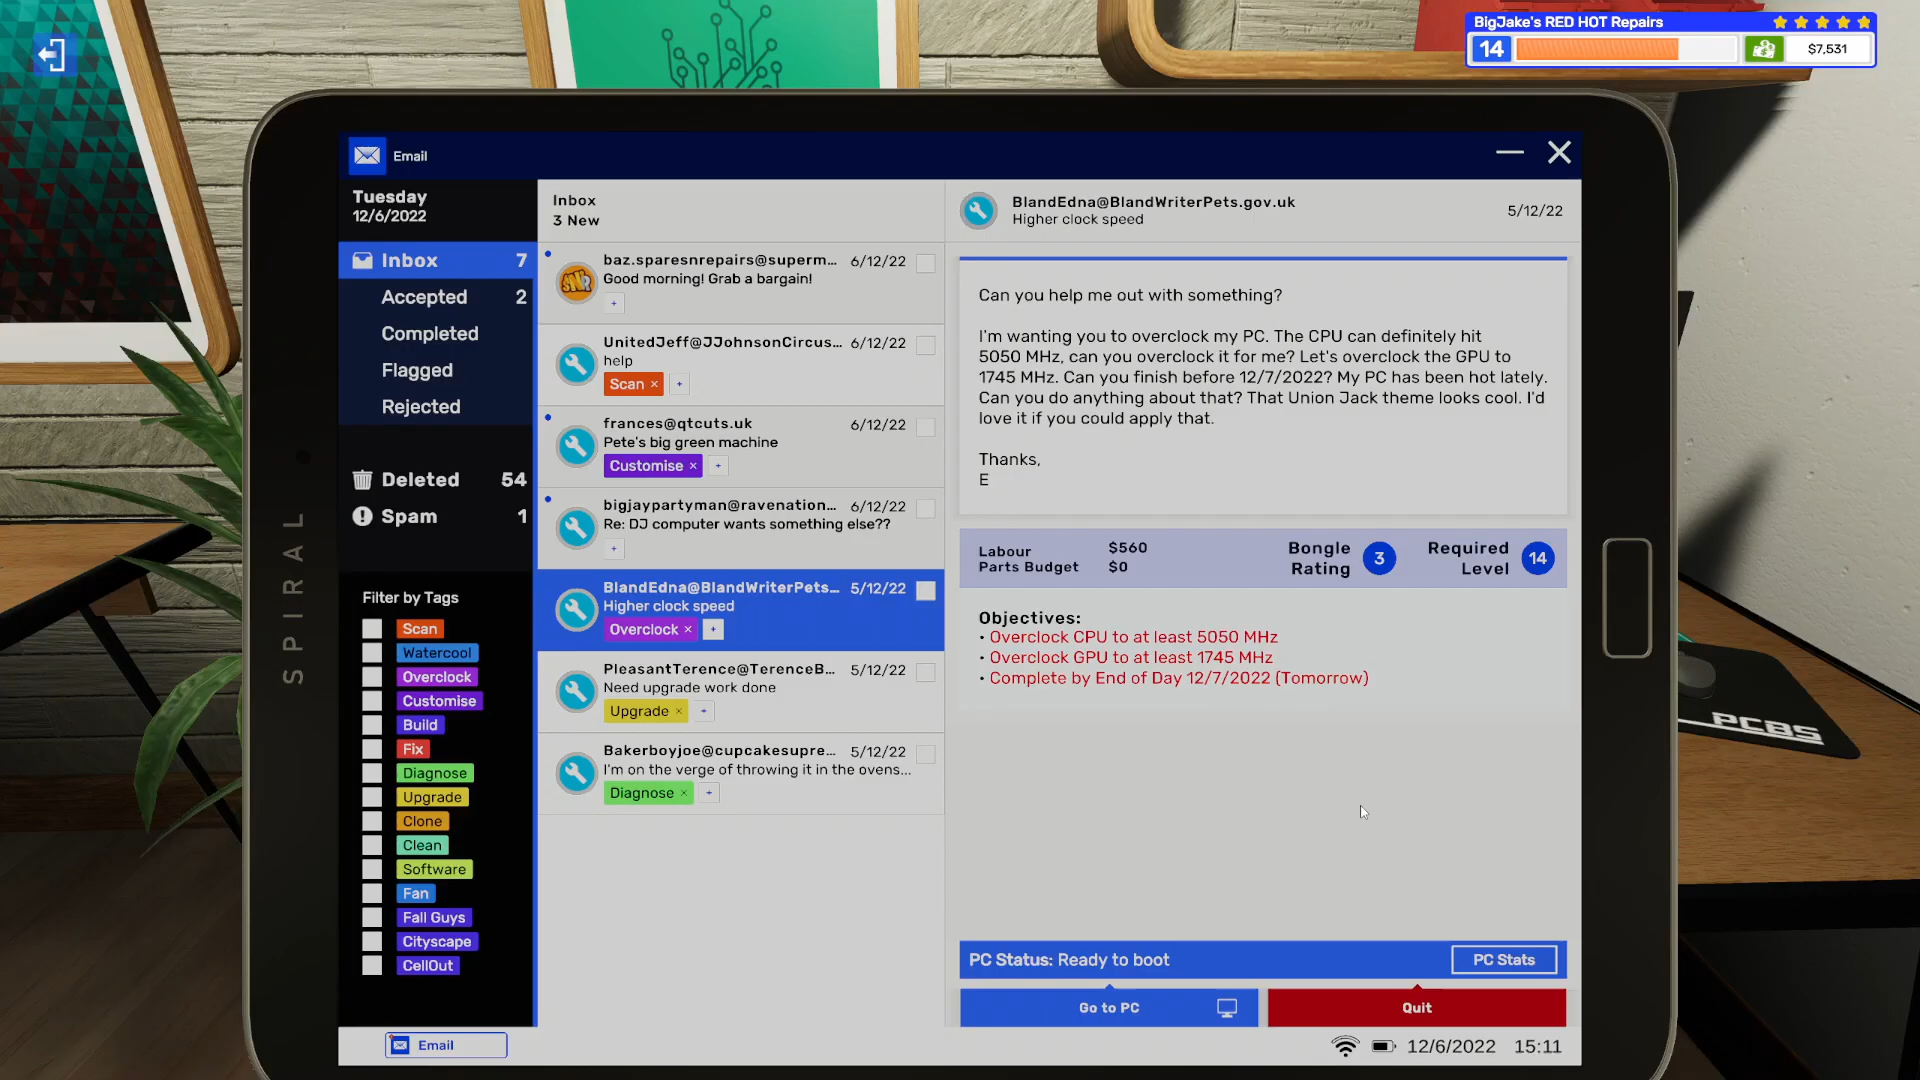 BigJake's RED HOT Repairs
14
$7,531
Email
Tuesday
12/6/2022
Inbox 7
Accepted 2
Completed
Flagged
Rejected
Deleted 54
Spam 1
Filter by Tags
Scan
Watercool
Overclock
Customise
Build
Fix
Diagnose
Upgrade
Clone
Clean
Software
Fan
Fall Guys
Cityscape
CellOut
Inbox
3 New
baz.sparesnrepairs@superm... 6/12/22
Good morning! Grab a bargain!
+
UnitedJeff@JJohnsonCircus... 6/12/22
help
Scan × +
frances@qtcuts.uk 6/12/22
Pete's big green machine
Customise × +
bigjaypartyman@ravenation... 6/12/22
Re: DJ computer wants something else??
+
BlandEdna@BlandWriterPets... 5/12/22
Higher clock speed
Overclock × +
PleasantTerence@TerenceB... 5/12/22
Need upgrade work done
Upgrade × +
Bakerboyjoe@cupcakesupre... 5/12/22
I'm on the verge of throwing it in the ovens...
Diagnose × +
BlandEdna@BlandWriterPets.gov.uk
Higher clock speed
5/12/22
Can you help me out with something?
I'm wanting you to overclock my PC. The CPU can definitely hit
5050 MHz, can you overclock it for me? Let's overclock the GPU to
1745 MHz. Can you finish before 12/7/2022? My PC has been hot lately.
Can you do anything about that? That Union Jack theme looks cool. I'd
love it if you could apply that.
Thanks,
E
Labour $560
Parts Budget $0
Bongle Rating 3
Required Level 14
Objectives:
• Overclock CPU to at least 5050 MHz
• Overclock GPU to at least 1745 MHz
• Complete by End of Day 12/7/2022 (Tomorrow)
PC Status: Ready to boot
PC Stats
Go to PC
Quit
Email
12/6/2022 15:11
SPIRAL
PCBS
SNR